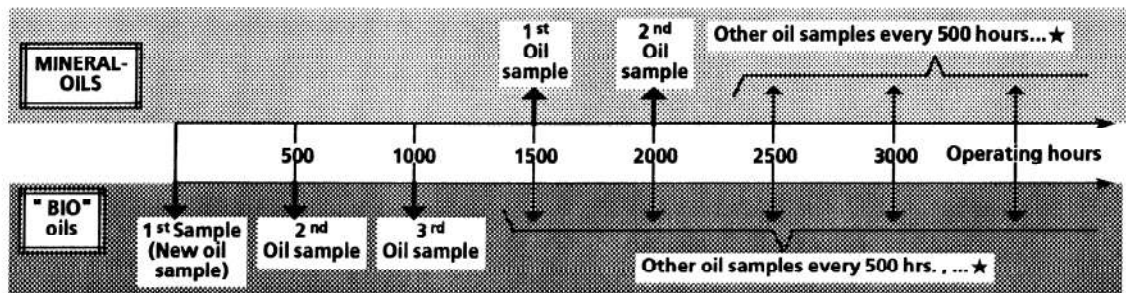 MINERAL-
OILS
1st
Oil
sample
2nd
Oil
sample
Other oil samples every 500 hours...★
500 1000 1500 2000 2500 3000 Operating hours
"BIO"
oils
1st Sample
(New oil
sample)
2nd
Oil sample
3rd
Oil sample
Other oil samples every 500 hrs. , ...★